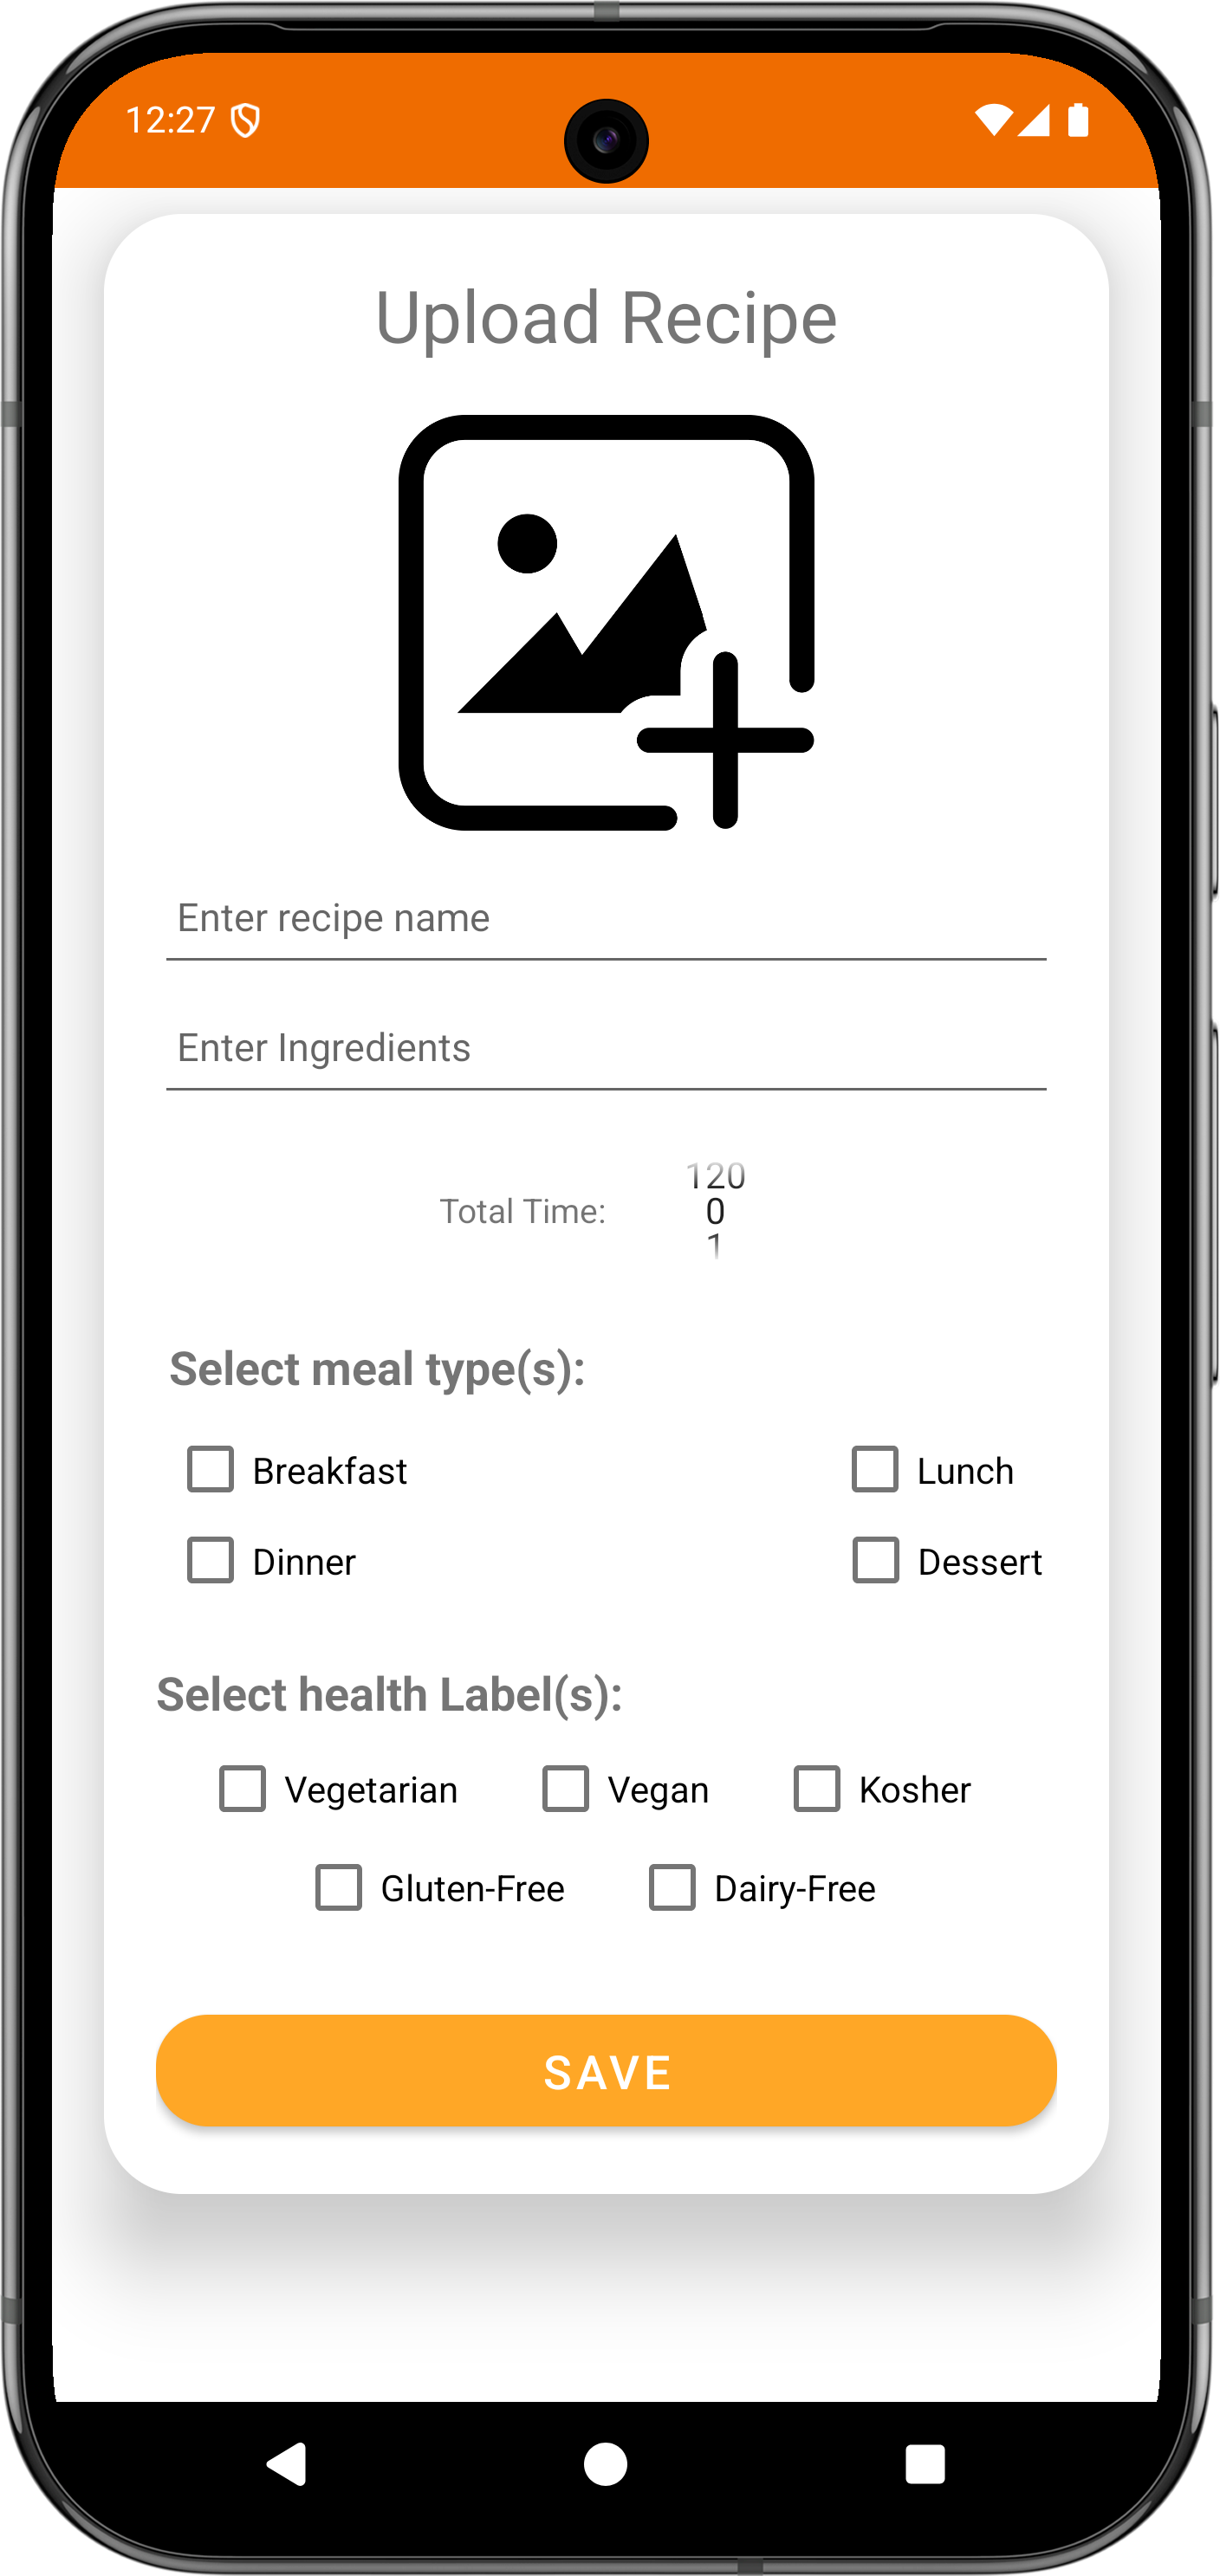 12:27
Upload Recipe
Enter recipe name
Enter Ingredients
120
Total Time: 0
1
Select meal type(s):
Breakfast Lunch
Dinner Dessert
Select health Label(s):
Vegetarian Vegan Kosher
Gluten-Free Dairy-Free
SAVE